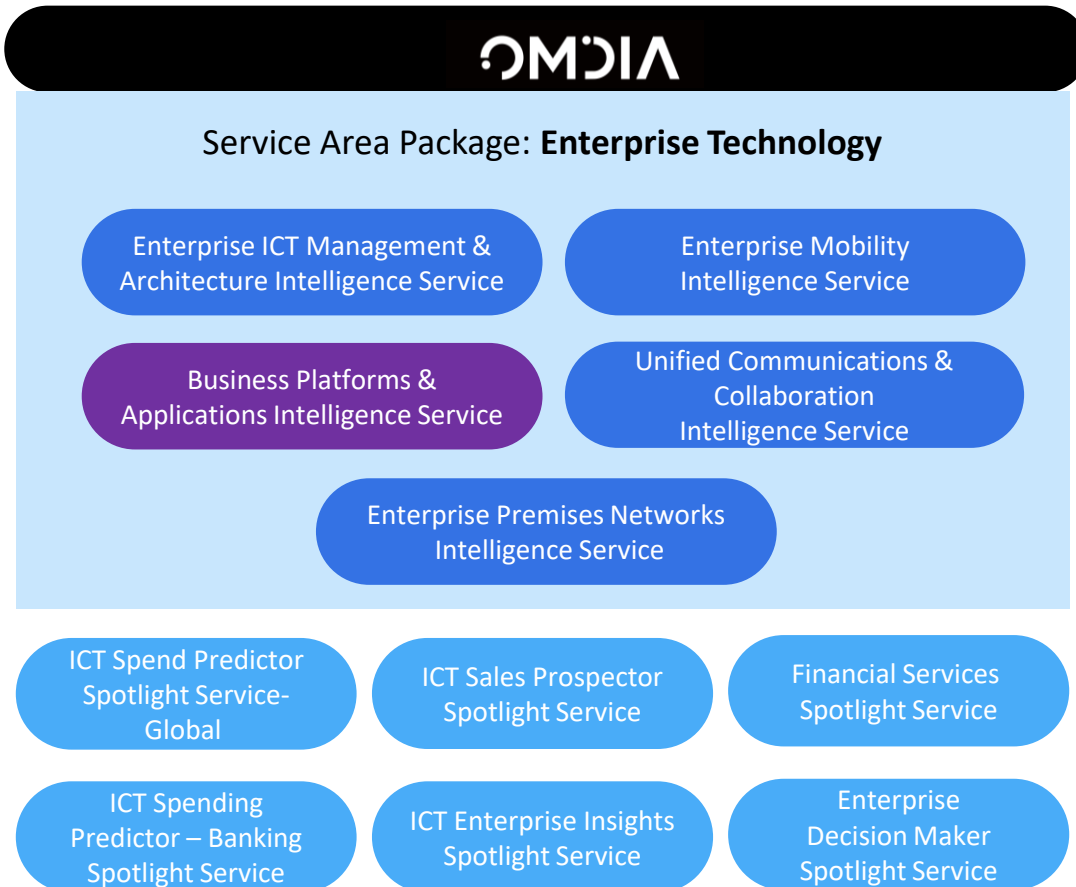 OMDIA
Service Area Package: Enterprise Technology
Enterprise ICT Management &
Architecture Intelligence Service
Enterprise Mobility
Intelligence Service
Business Platforms &
Applications Intelligence Service
Unified Communications &
Collaboration
Intelligence Service
Enterprise Premises Networks
Intelligence Service
ICT Spend Predictor
Spotlight Service-
Global
ICT Sales Prospector
Spotlight Service
Financial Services
Spotlight Service
ICT Spending
Predictor – Banking
Spotlight Service
ICT Enterprise Insights
Spotlight Service
Enterprise
Decision Maker
Spotlight Service